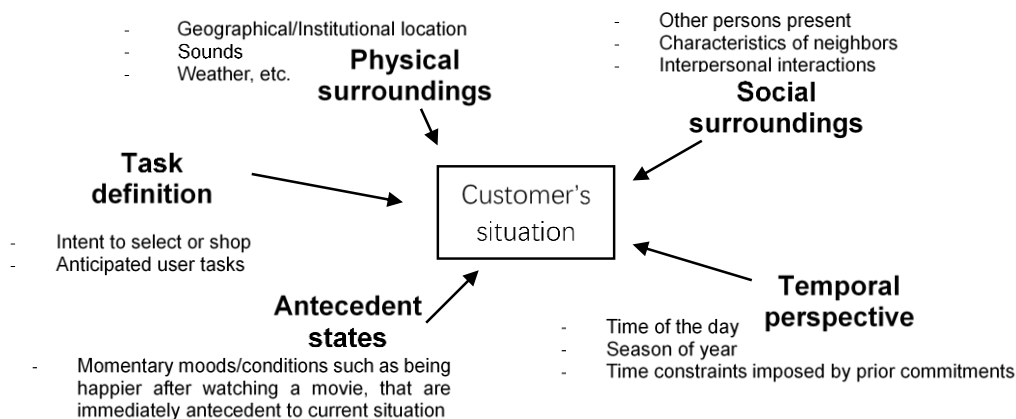 - Geographical/Institutional location
- Sounds
- Weather, etc.
Physical
surroundings
- Other persons present
- Characteristics of neighbors
- Interpersonal interactions
Social
surroundings
Task
definition
- Intent to select or shop
- Anticipated user tasks
Customer's
situation
Antecedent
states
- Momentary moods/conditions such as being
happier after watching a movie, that are
immediately antecedent to current situation
Temporal
perspective
- Time of the day
- Season of year
- Time constraints imposed by prior commitments